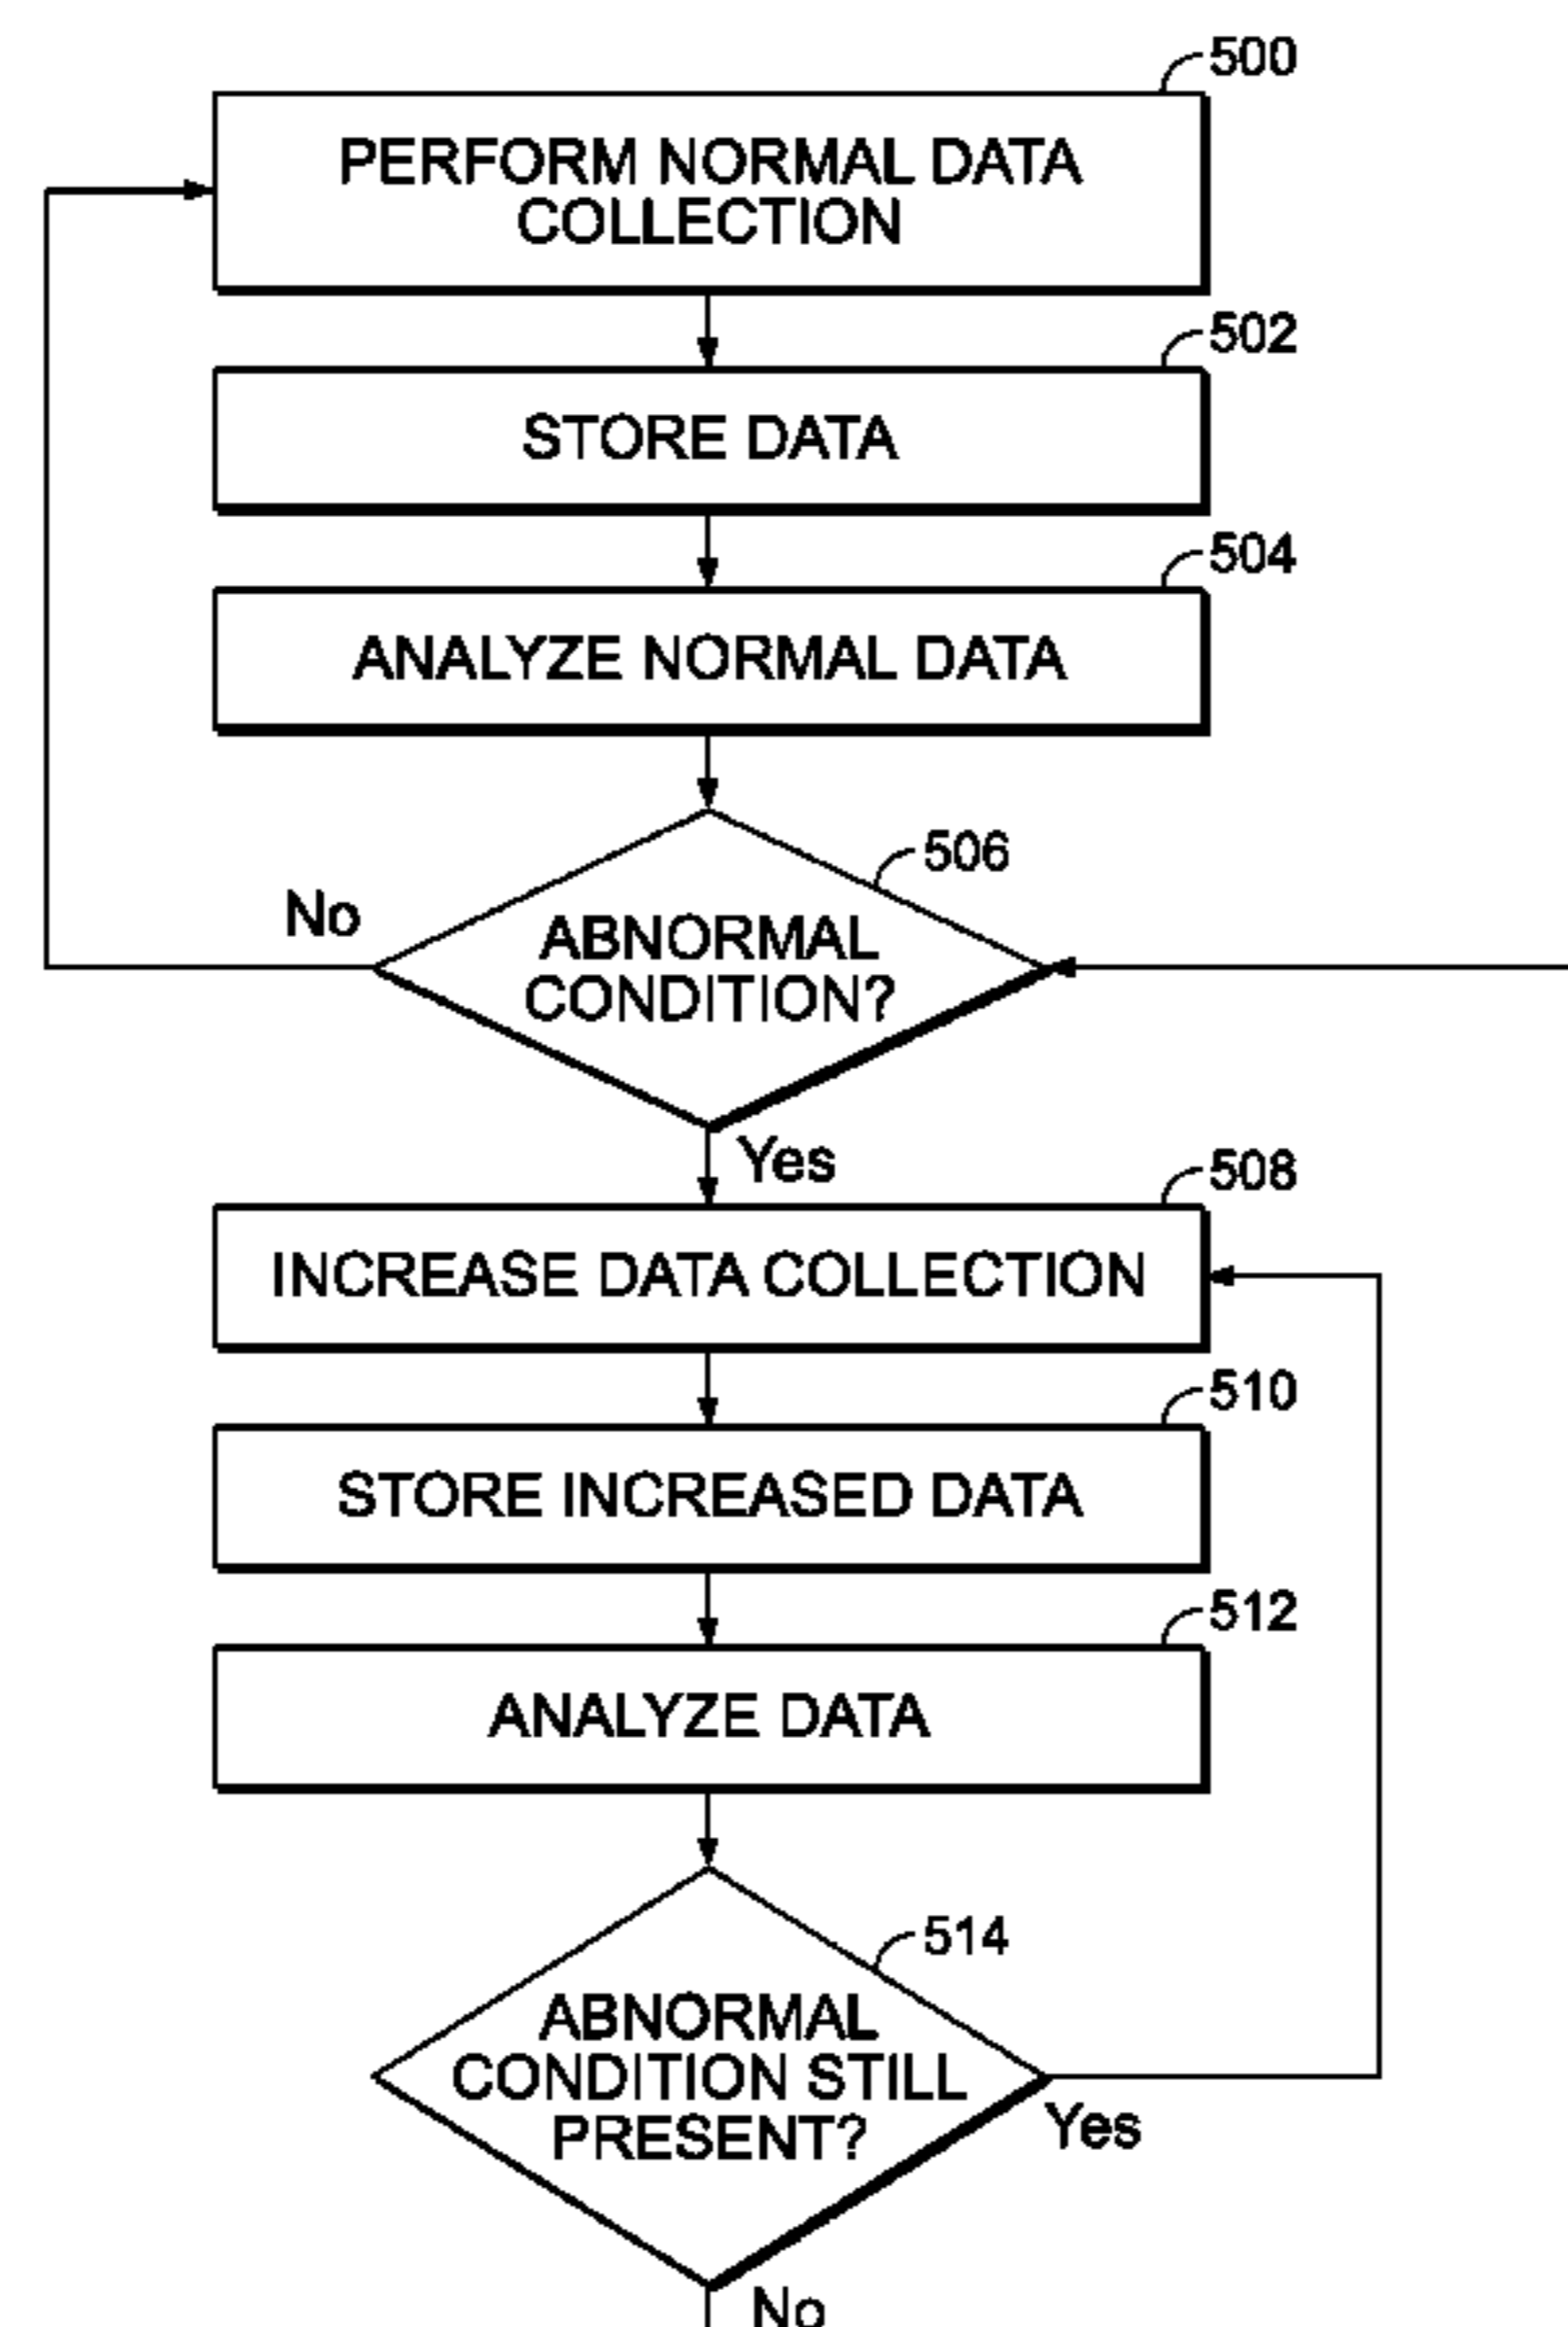 500
PERFORM NORMAL DATA
COLLECTION
502
STORE DATA
504
ANALYZE NORMAL DATA
506
No
ABNORMAL
CONDITION?
Yes
508
INCREASE DATA COLLECTION
510
STORE INCREASED DATA
512
ANALYZE DATA
514
ABNORMAL
CONDITION STILL
PRESENT?
Yes
No